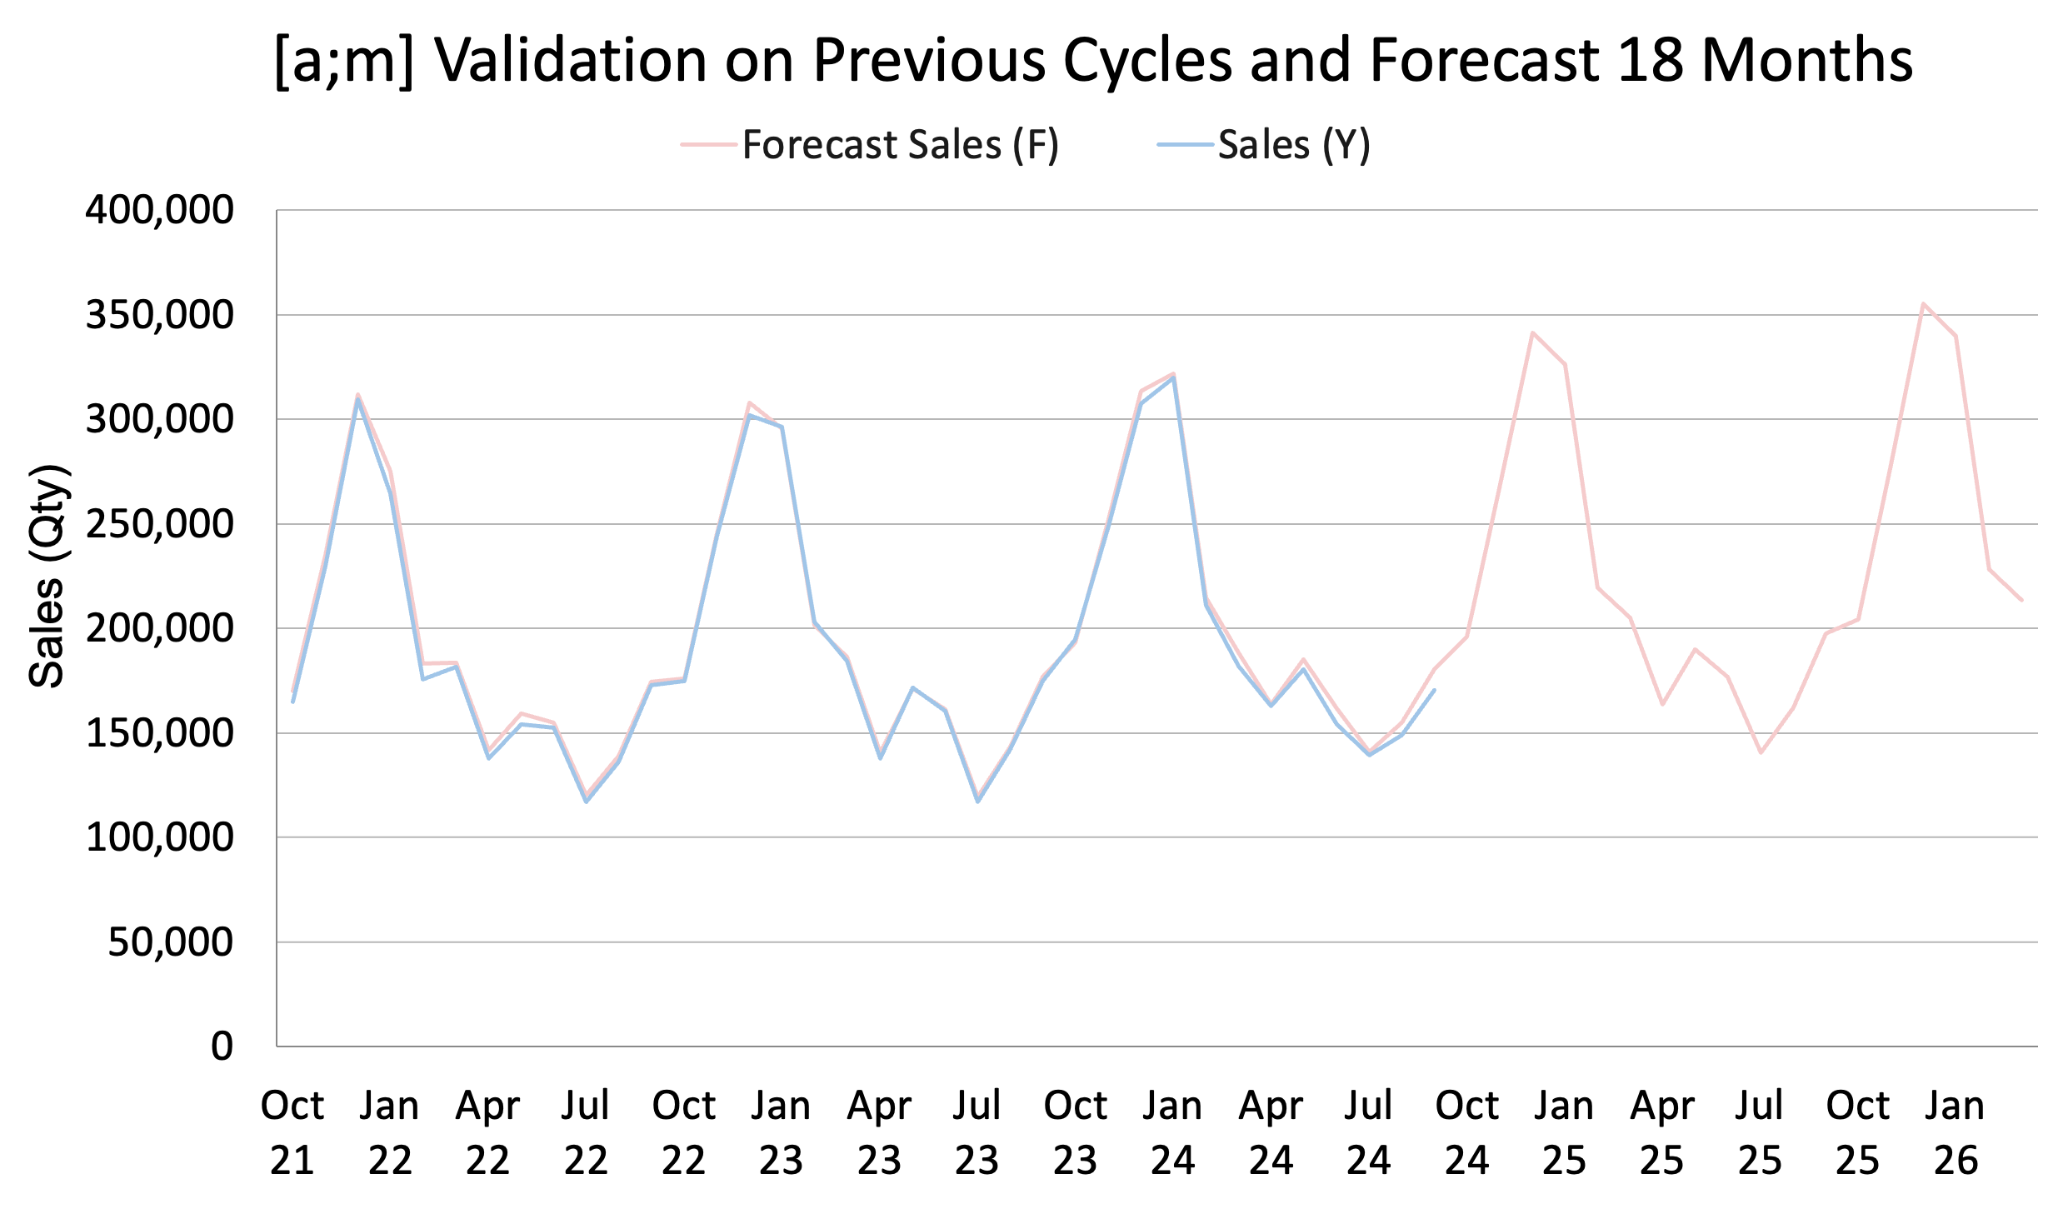 [a;m] Validation on Previous Cycles and Forecast 18 Months
Forecast Sales (F) Sales (Y)
Sales (Qty)
400,000
350,000
300,000
250,000
200,000
150,000
100,000
50,000
0
Oct Jan Apr Jul Oct Jan Apr Jul Oct Jan Apr Jul Oct Jan Apr Jul Oct Jan
21 22 22 22 22 23 23 23 23 24 24 24 24 25 25 25 25 26